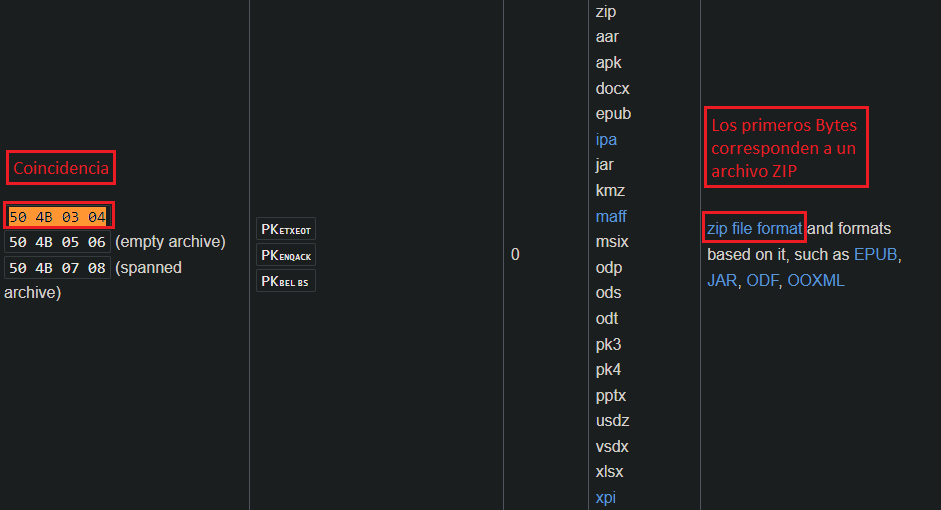 Coincidencia
50 4B 03 04
50 4B 05 06 (empty archive)
50 4B 07 08 (spanned
archive)
PKETXEOT
PKENQACK
PKBEL BS
0
zip
aar
apk
docx
epub
ipa
jar
kmz
maff
msix
odp
ods
odt
pk3
pk4
pptx
usdz
vsdx
xlsx
xpi
Los primeros Bytes
corresponden a un
archivo ZIP
zip file format and formats
based on it, such as EPUB,
JAR, ODF, OOXML